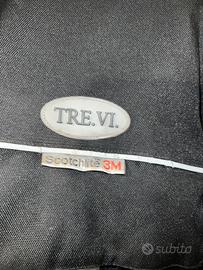 TRE.VI.
Scotchlite 3M
subito